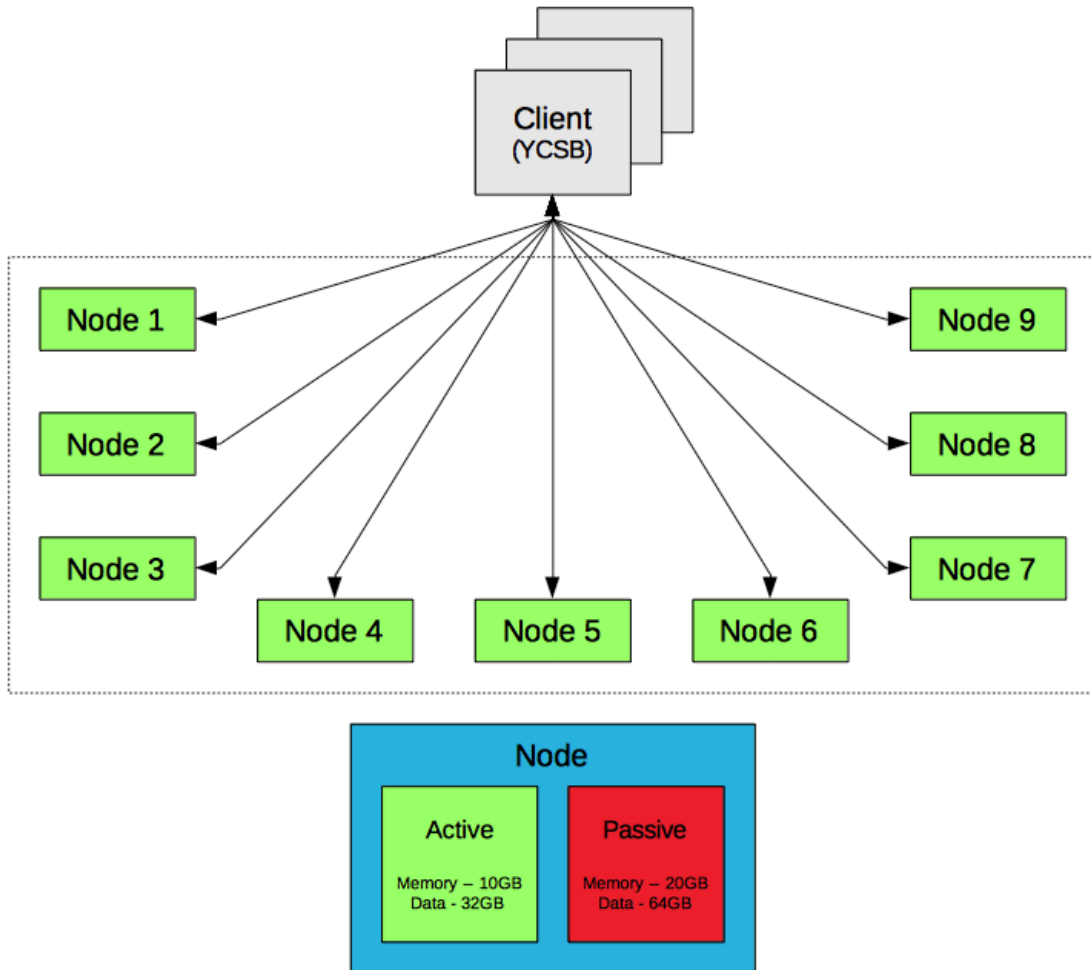 Client
(YCSB)
Node 1
Node 9
Node 2
Node 8
Node 3
Node 7
Node 4
Node 5
Node 6
Node
Active
Passive
Memory – 10GB
Data - 32GB
Memory – 20GB
Data - 64GB